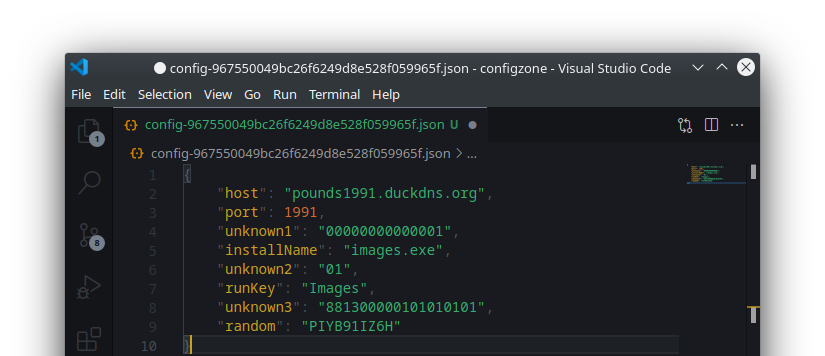 config-967550049bc26f6249d8e528f059965f.json - configzone - Visual Studio Code
File Edit Selection View Go Run Terminal Help
1
config-967550049bc26f6249d8e528f059965f.json U
config-967550049bc26f6249d8e528f059965f.json > ...
1 {
2 "host": "pounds1991.duckdns.org",
3 "port": 1991,
4 "unknown1": "00000000000001",
5 "installName": "images.exe",
6 "unknown2": "01",
7 "runKey": "Images",
8 "unknown3": "881300000101010101",
9 "random": "PIYB91IZ6H"
10 }
8